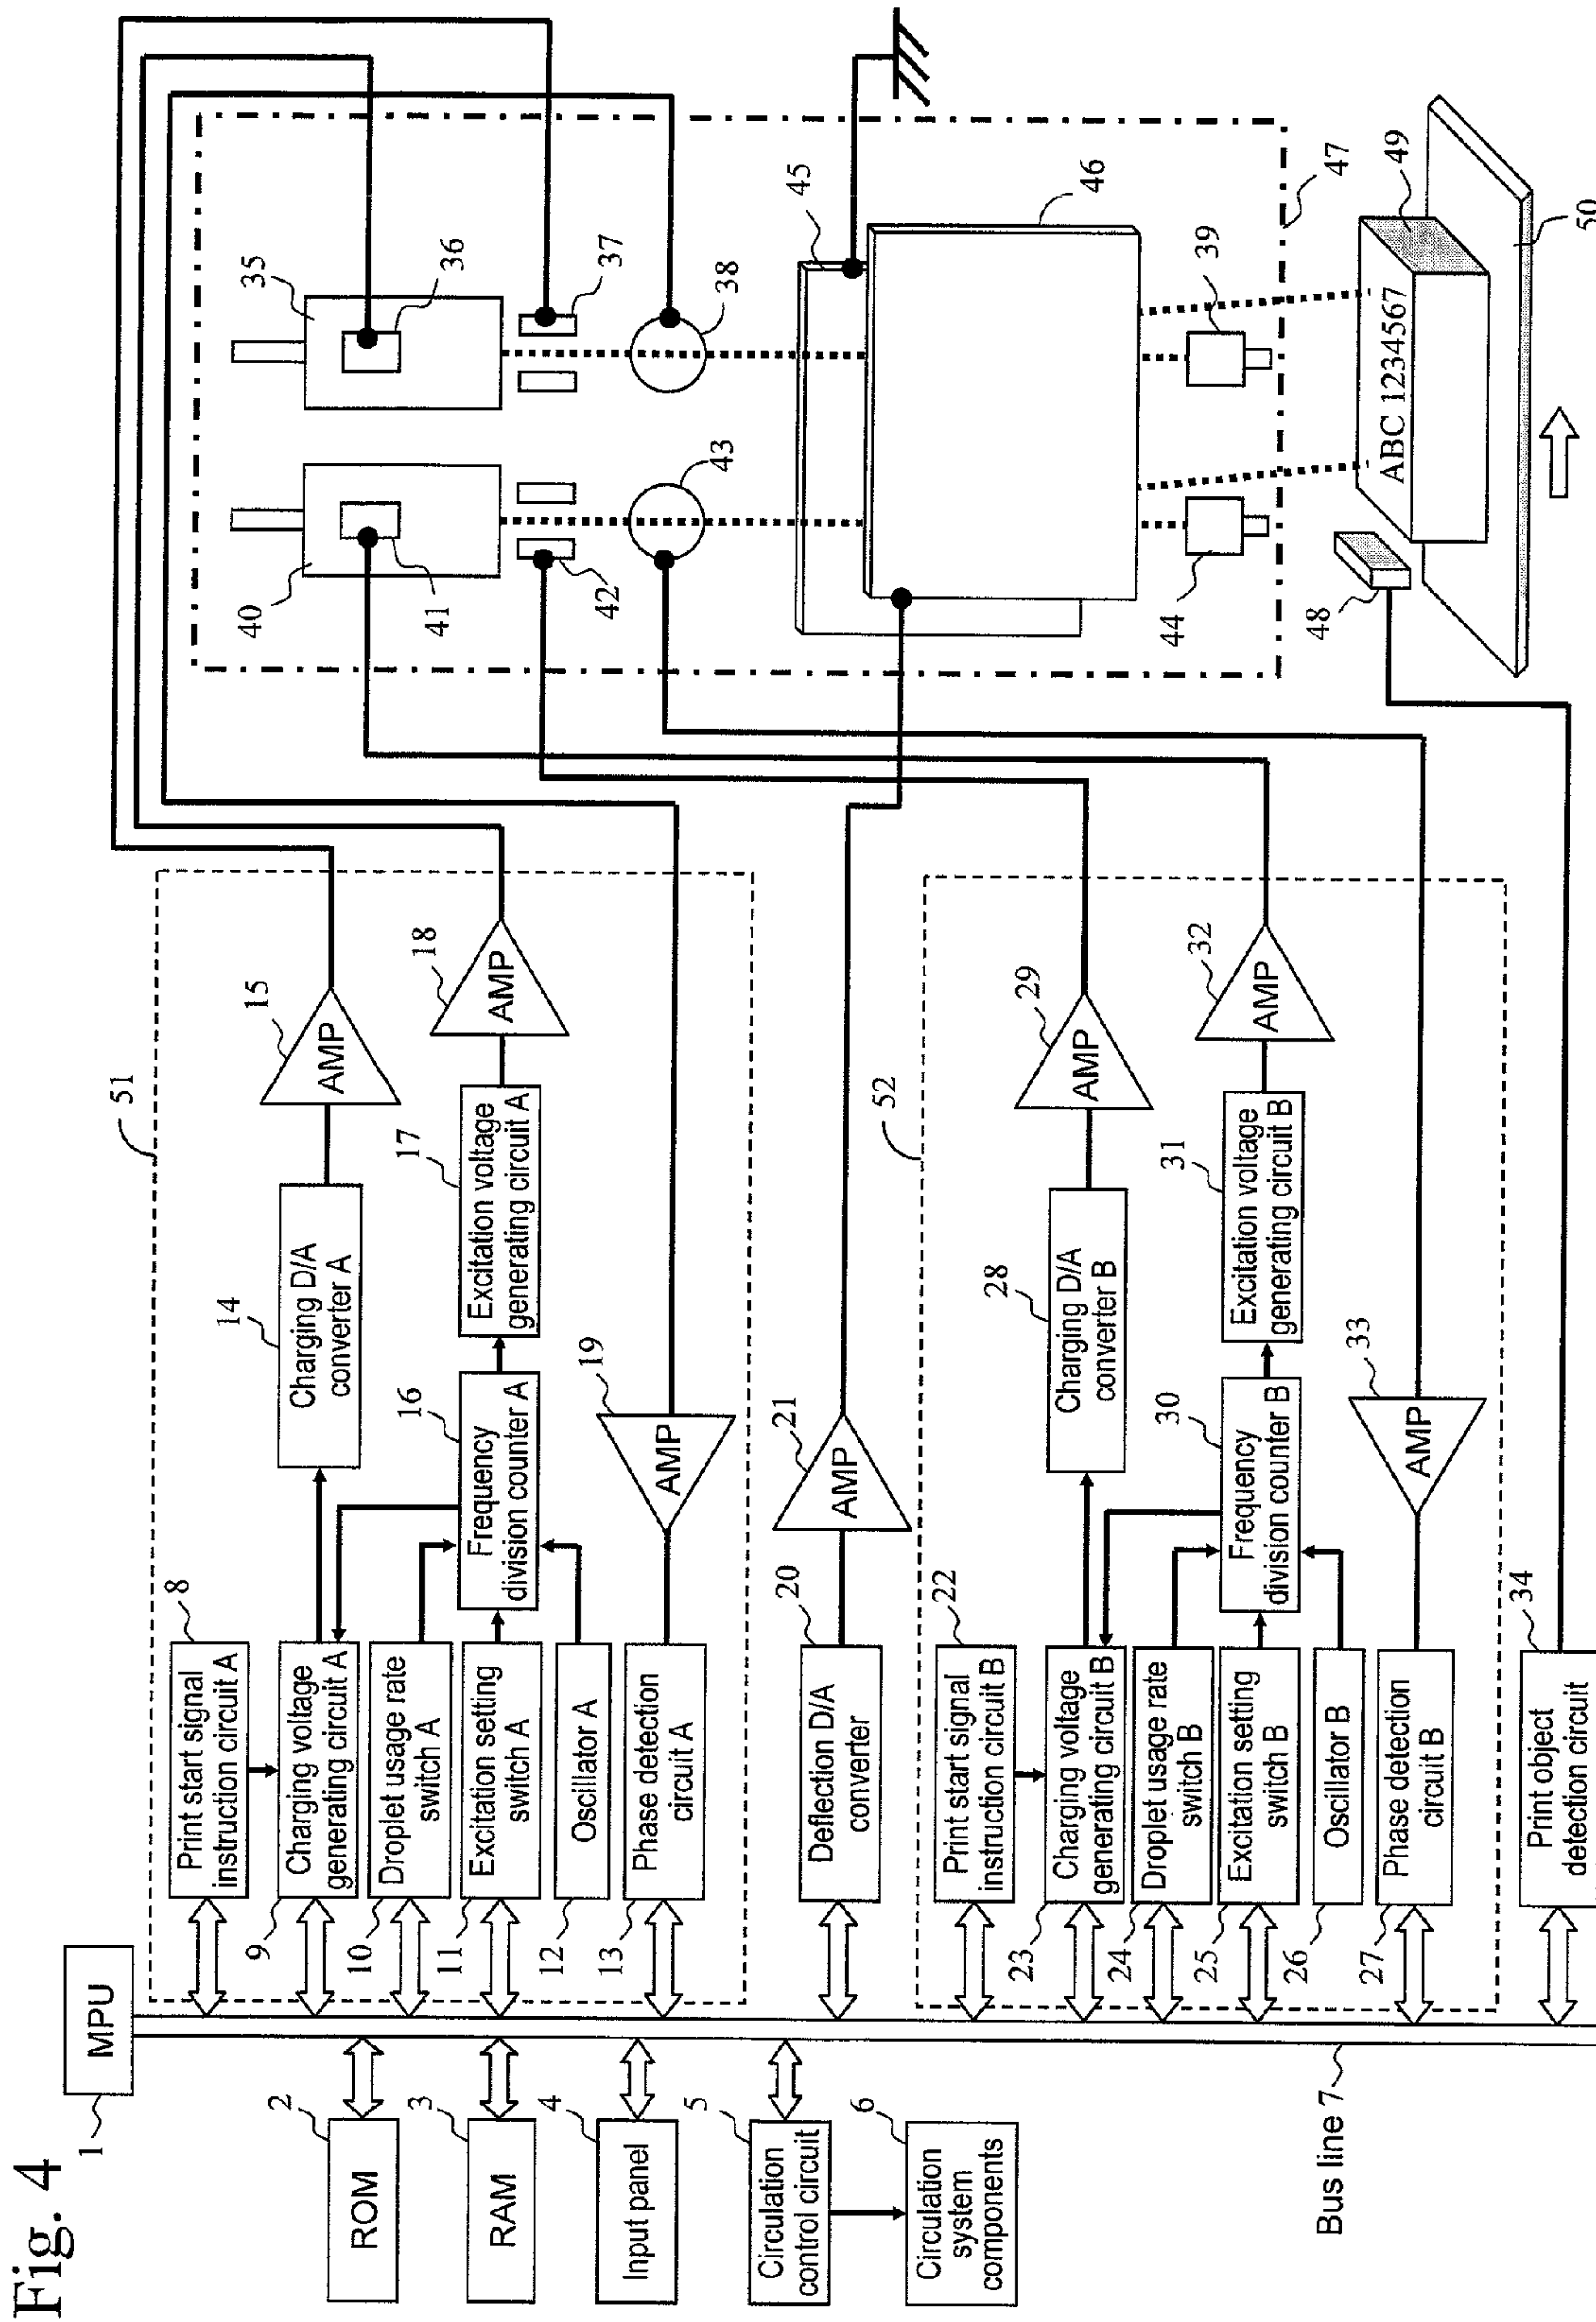 Fig. 4
1
MPU
2
ROM
3
RAM
4
Input panel
5
Circulation
control circuit
6
Circulation
system
components
Bus line 7
51
8
Print start signal
instruction circuit A
9
Charging voltage
generating circuit A
10
Droplet usage rate
switch A
11
Excitation setting
switch A
12
Oscillator A
13
Phase detection
circuit A
14
Charging D/A
converter A
15
AMP
16
Frequency
division counter A
17
Excitation voltage
generating circuit A
18
AMP
19
AMP
20
Deflection D/A
converter
21
AMP
52
22
Print start signal
instruction circuit B
23
Charging voltage
generating circuit B
24
Droplet usage rate
switch B
25
Excitation setting
switch B
26
Oscillator B
27
Phase detection
circuit B
28
Charging D/A
converter B
29
AMP
30
Frequency
division counter B
31
Excitation voltage
generating circuit B
32
AMP
33
AMP
34
Print object
detection circuit
35
36
37
38
39
40
41
42
43
44
45
46
47
48
49
ABC 1234567
50